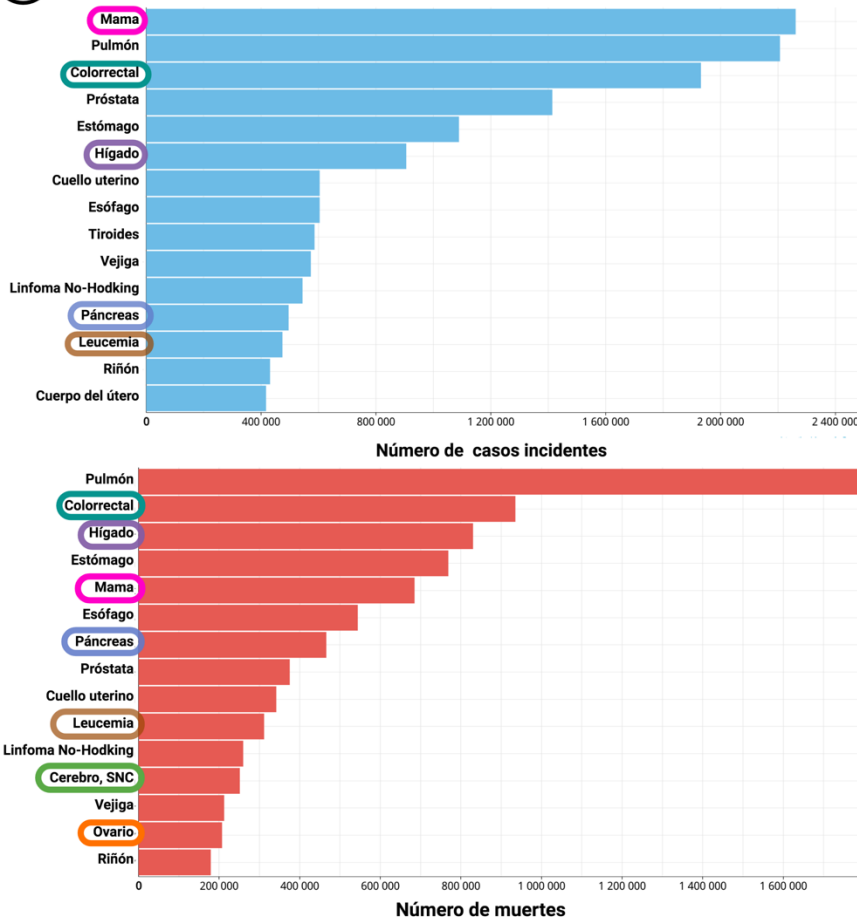 Mama
Pulmón
Colorrectal
Próstata
Estómago
Hígado
Cuello uterino
Esófago
Tiroides
Vejiga
Linfoma No-Hodking
Páncreas
Leucemia
Riñón
Cuerpo del útero
0 400 000 800 000 1 200 000 1 600 000 2 000 000 2 400 000
Número de casos incidentes
Pulmón
Colorrectal
Hígado
Estómago
Mama
Esófago
Páncreas
Próstata
Cuello uterino
Leucemia
Linfoma No-Hodking
Cerebro, SNC
Vejiga
Ovario
Riñón
0 200 000 400 000 600 000 800 000 1 000 000 1 200 000 1 400 000 1 600 000
Número de muertes